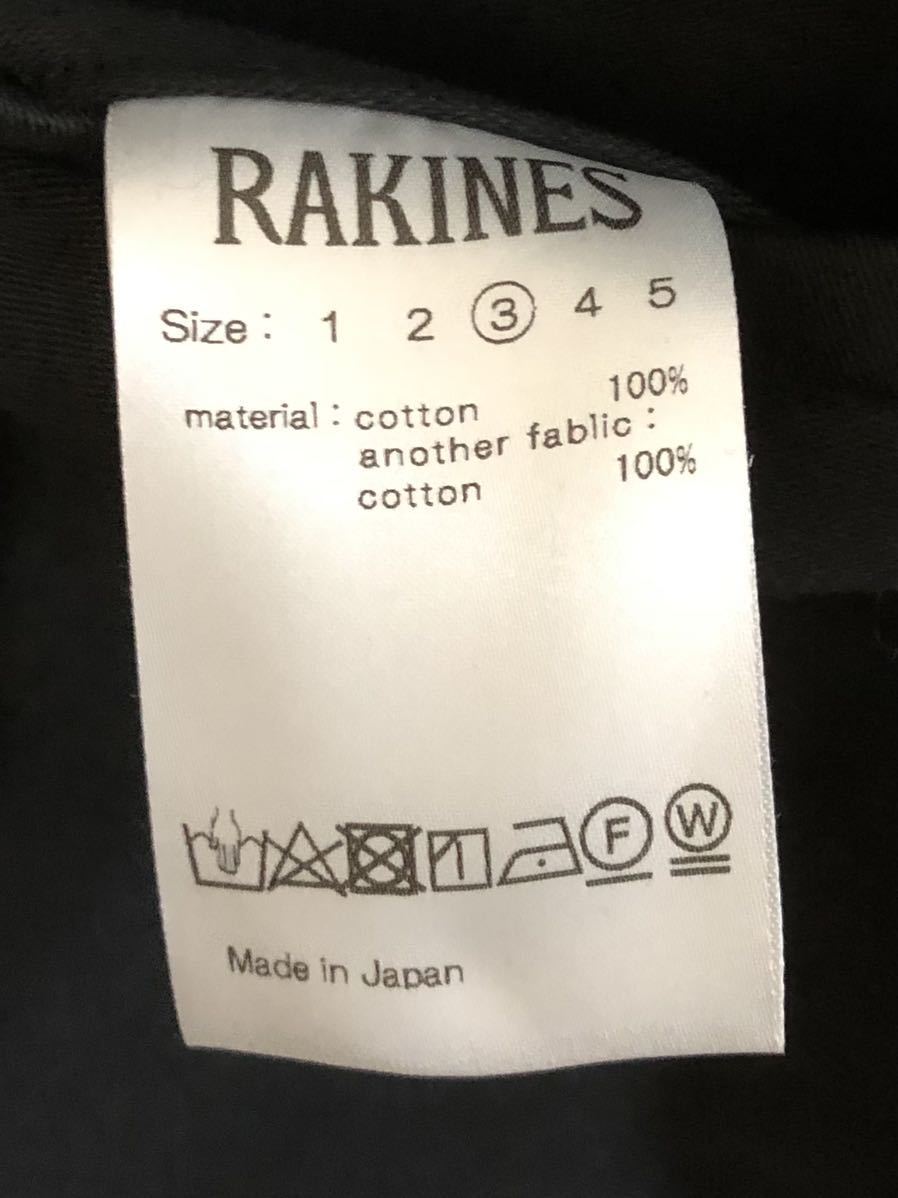 RAKINES
Size: 1 2 ③ 4 5
material: cotton 100%
another fablic:
cotton 100%
F W
Made in Japan